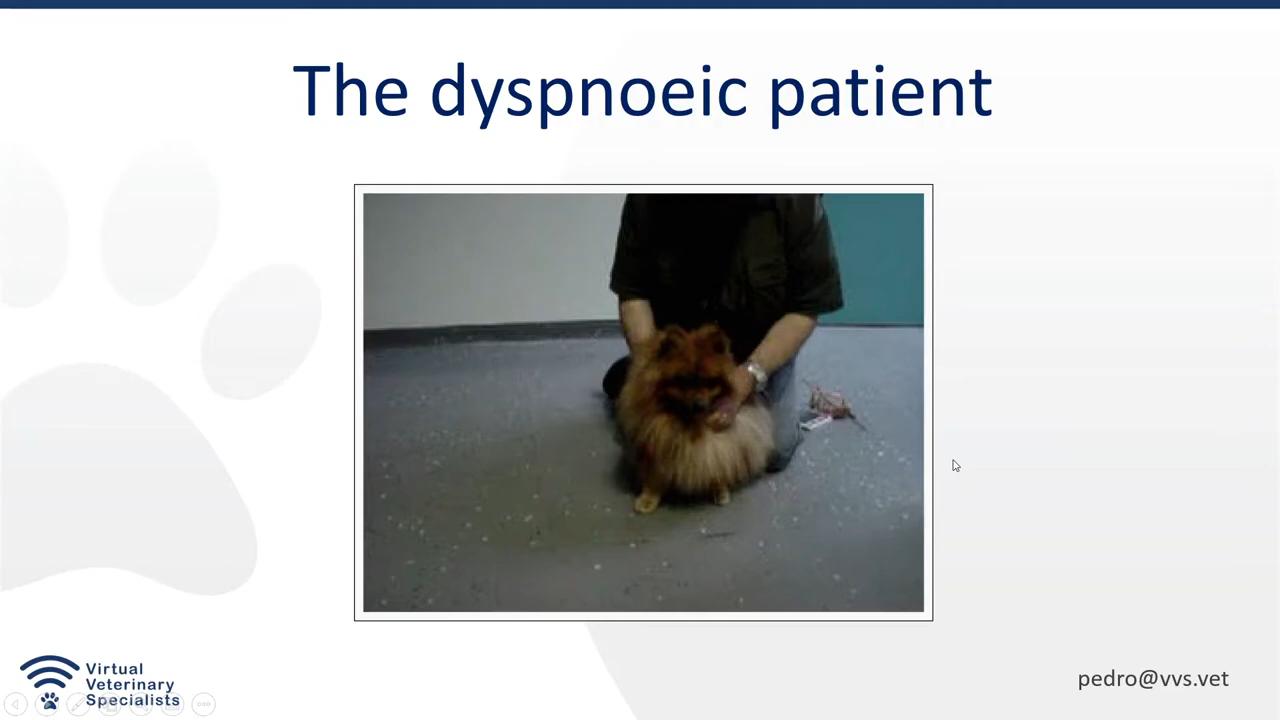 The dyspnoeic patient
Virtual
Veterinary
Specialists
pedro@vvs.vet